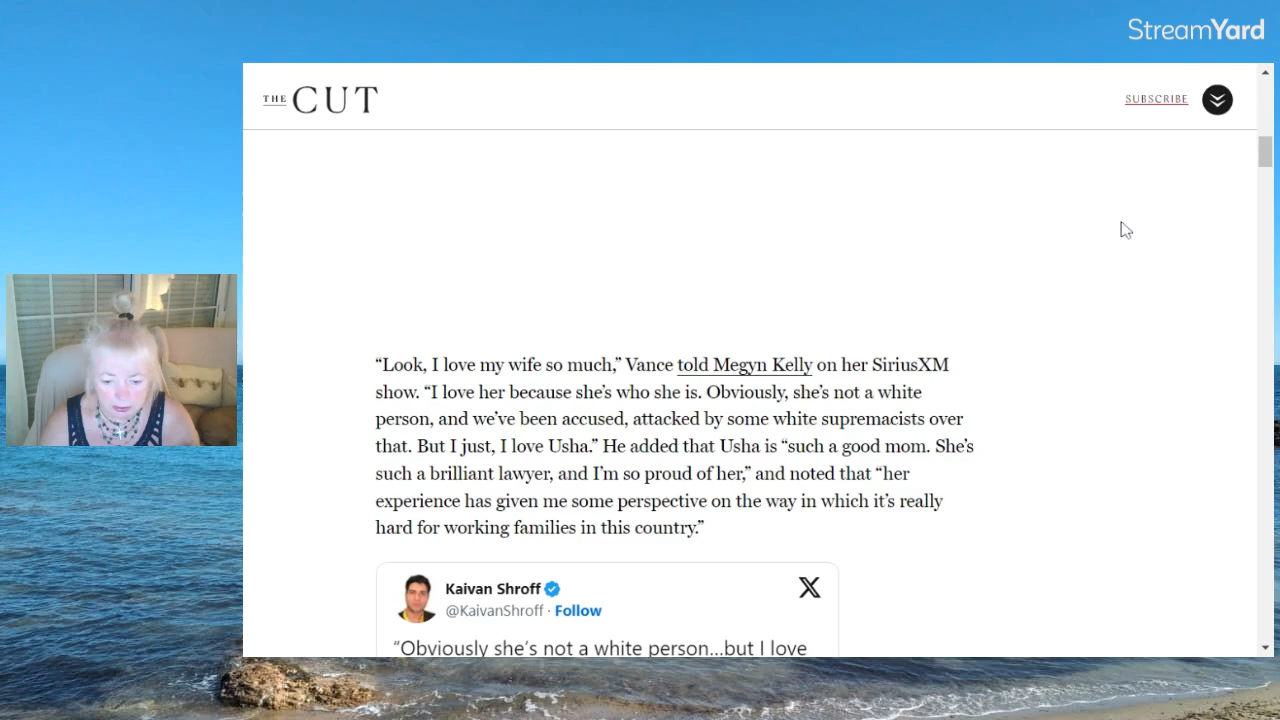 StreamYard
THE CUT
SUBSCRIBE
“Look, I love my wife so much,” Vance told Megyn Kelly on her SiriusXM
show. “I love her because she’s who she is. Obviously, she’s not a white
person, and we’ve been accused, attacked by some white supremacists over
that. But I just, I love Usha.” He added that Usha is “such a good mom. She’s
such a brilliant lawyer, and I’m so proud of her,” and noted that “her
experience has given me some perspective on the way in which it’s really
hard for working families in this country.”
Kaivan Shroff
@KaivanShroff · Follow
“Obviously she’s not a white person…but I love